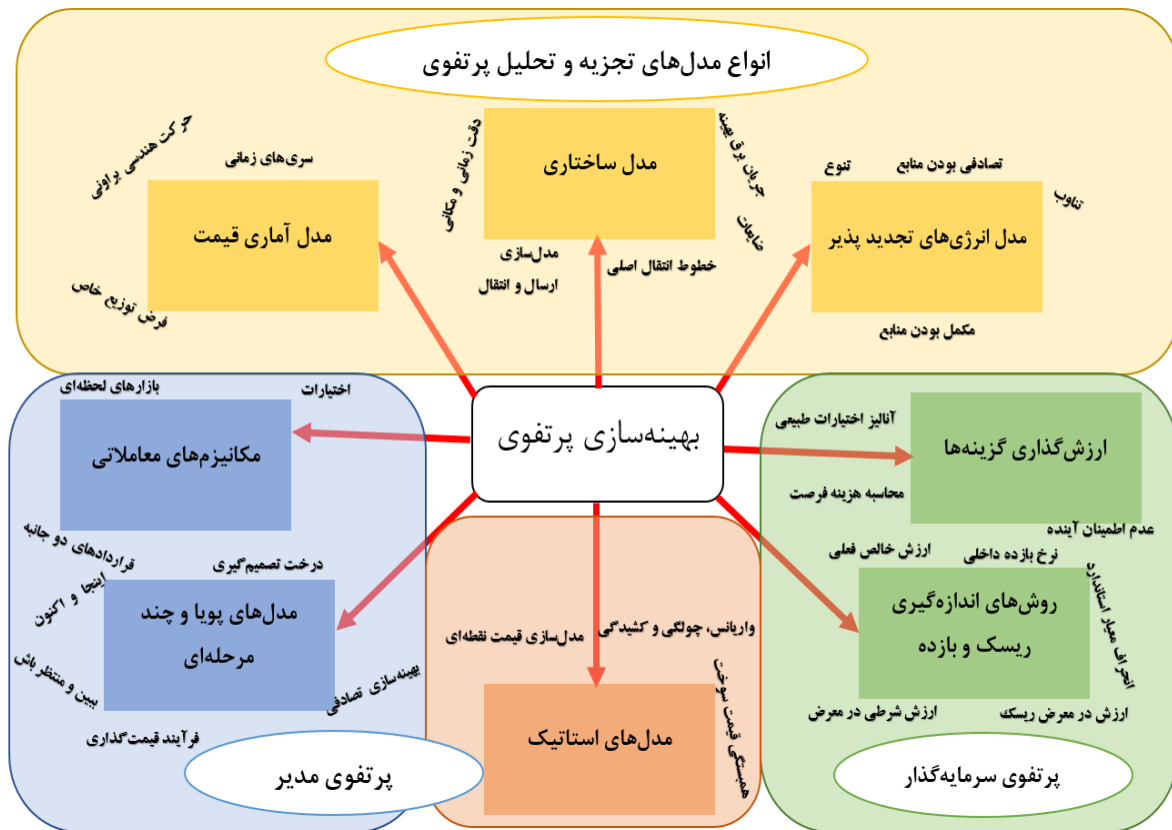 انواع مدل‌های تجزیه و تحلیل پرتفوی
مدل انرژی‌های تجدید پذیر
تنوع
تصادفی بودن منابع
تناوب
مکمل بودن منابع
مدل ساختاری
دقت زمانی و مکانی
جریان برق بهینه
ضایعات
خطوط انتقال اصلی
مدل‌سازی
ارسال و انتقال
مدل آماری قیمت
سری‌های زمانی
حرکت هندسی براونی
فرض توزیع خاص
بهینه‌سازی پرتفوی
ارزش‌گذاری گزینه‌ها
آنالیز اختیارات طبیعی
محاسبه هزینه فرصت
عدم اطمینان آینده
روش‌های اندازه‌گیری
ریسک و بازده
نرخ بازده داخلی
ارزش خالص فعلی
انحراف معیار استاندارد
ارزش در معرض ریسک
ارزش شرطی در معرض
پرتفوی سرمایه‌گذار
مدل‌های استاتیک
واریانس، چولگی و کشیدگی
مدل‌سازی قیمت نقطه‌ای
همبستگی قیمت سوخت
مکانیزم‌های معاملاتی
اختیارات
بازارهای لحظه‌ای
قراردادهای دو جانبه
مدل‌های پویا و چند
مرحله‌ای
درخت تصمیم‌گیری
اینجا و اکنون
ببین و منتظر باش
بهینه‌سازی تصادفی
فرآیند قیمت‌گذاری
پرتفوی مدیر